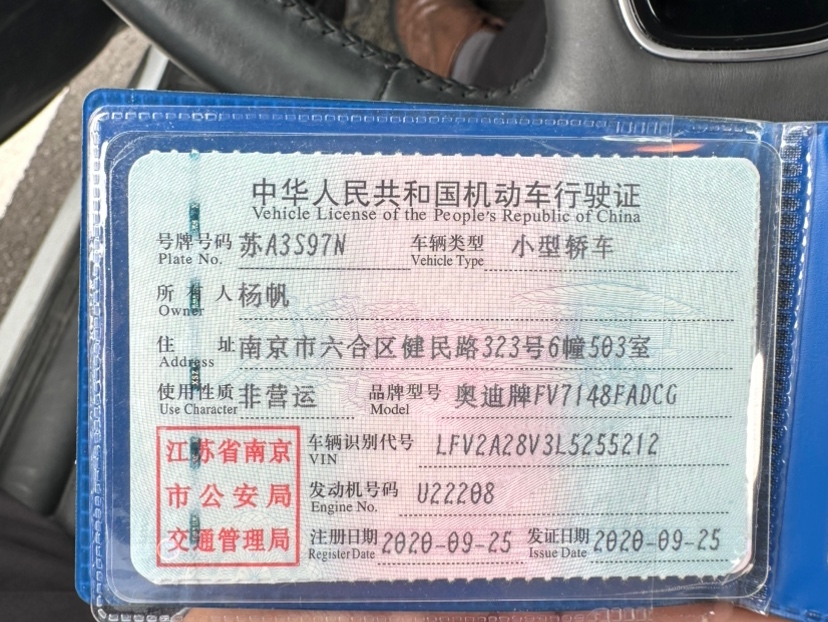 中华人民共和国机动车行驶证
Vehicle License of the People's Republic of China
号牌号码 苏A3S97N 车辆类型 小型轿车
Plate No. Vehicle Type
所有人 杨帆
Owner
住址 南京市六合区健民路323号6幢503室
Address
使用性质 非营运 品牌型号 奥迪牌FV7148FADCG
Use Character Model
江苏省南京市公安局交通管理局
车辆识别代号 LFV2A28V3L5255212
VIN
发动机号码 U22208
Engine No.
注册日期 2020-09-25 发证日期 2020-09-25
Register Date Issue Date